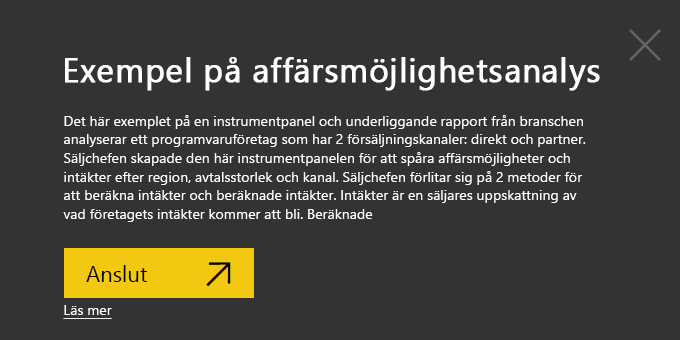 Exempel på affärsmöjlighetsanalys
Det här exemplet på en instrumentpanel och underliggande rapport från branschen
analyserar ett programvaruföretag som har 2 försäljningskanaler: direkt och partner.
Säljchefen skapade den här instrumentpanelen för att spåra affärsmöjligheter och
intäkter efter region, avtalsstorlek och kanal. Säljchefen förlitar sig på 2 metoder för
att beräkna intäkter och beräknade intäkter. Intäkter är en säljares uppskattning av
vad företagets intäkter kommer att bli. Beräknade
Anslut
Läs mer